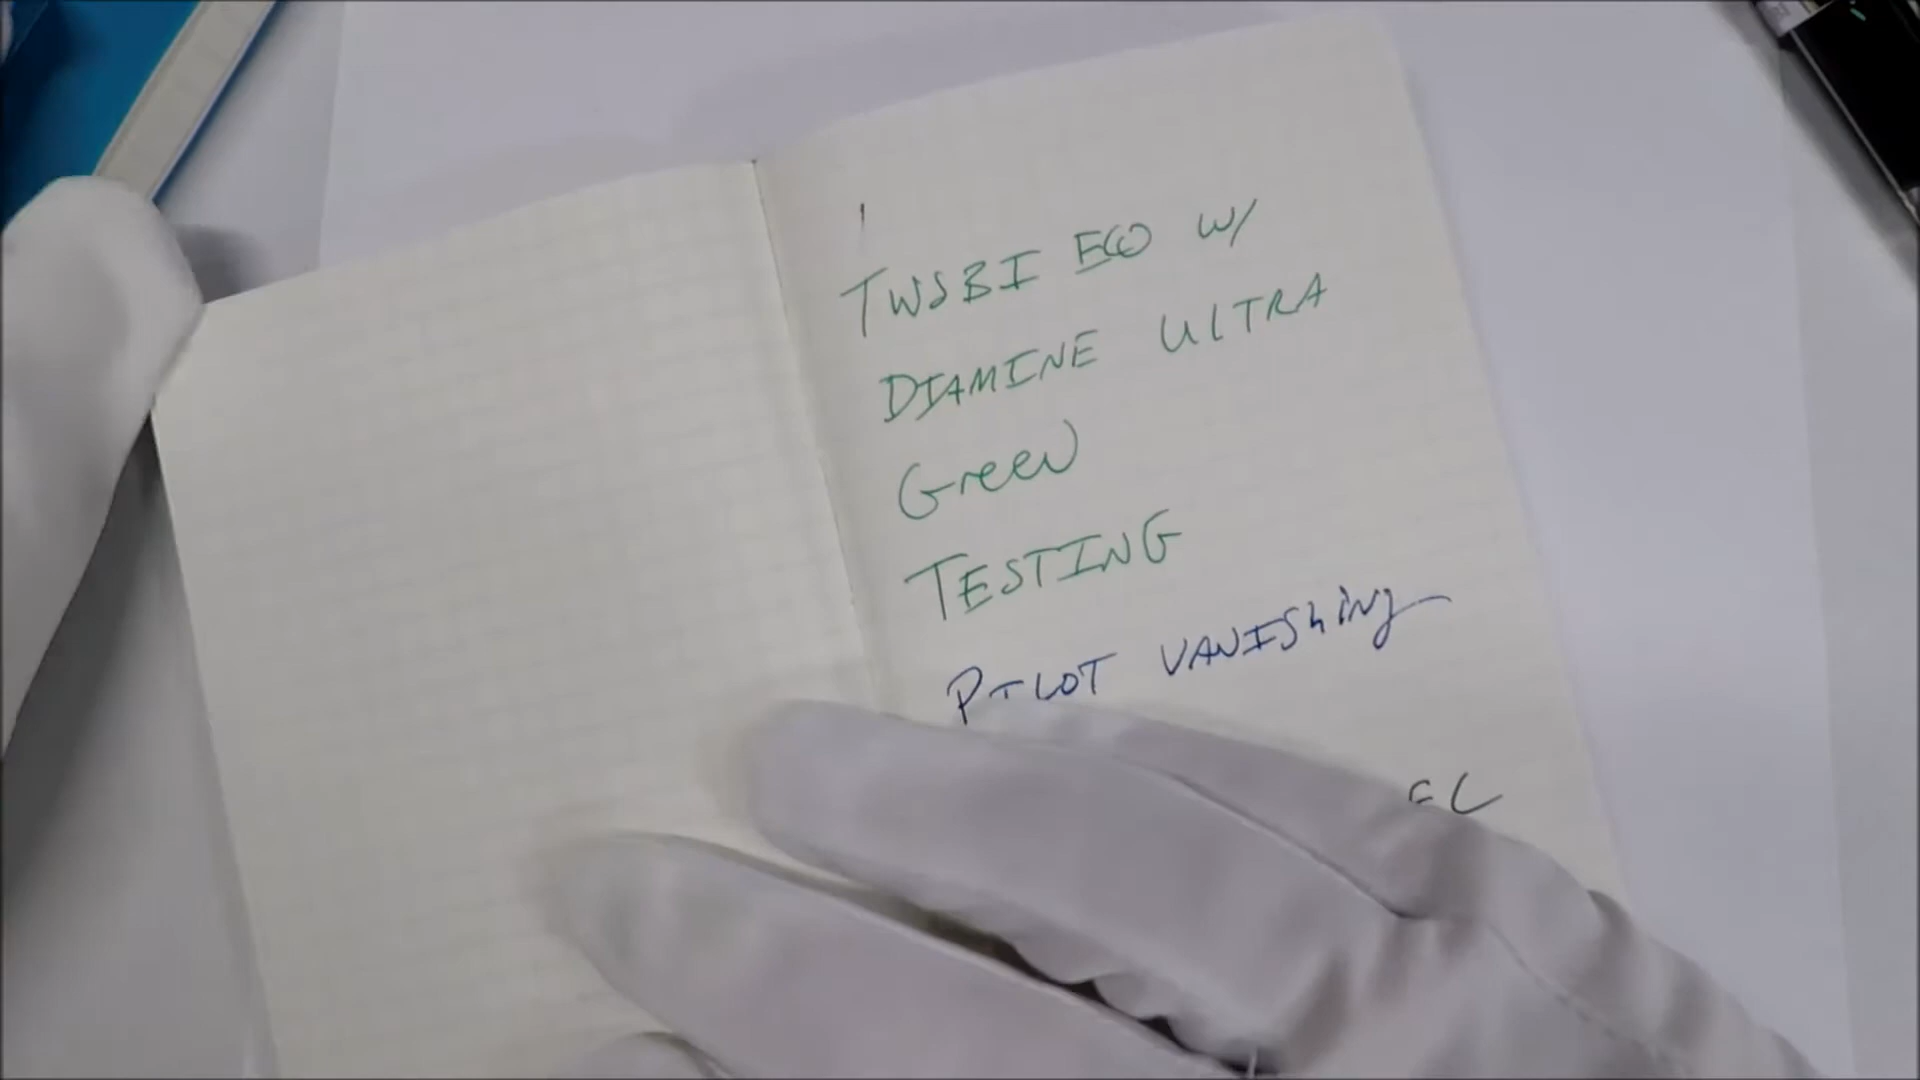 TWSBI ECO W/
DIAMINE ULTRA
Green
TESTING
PILOT VANISHING